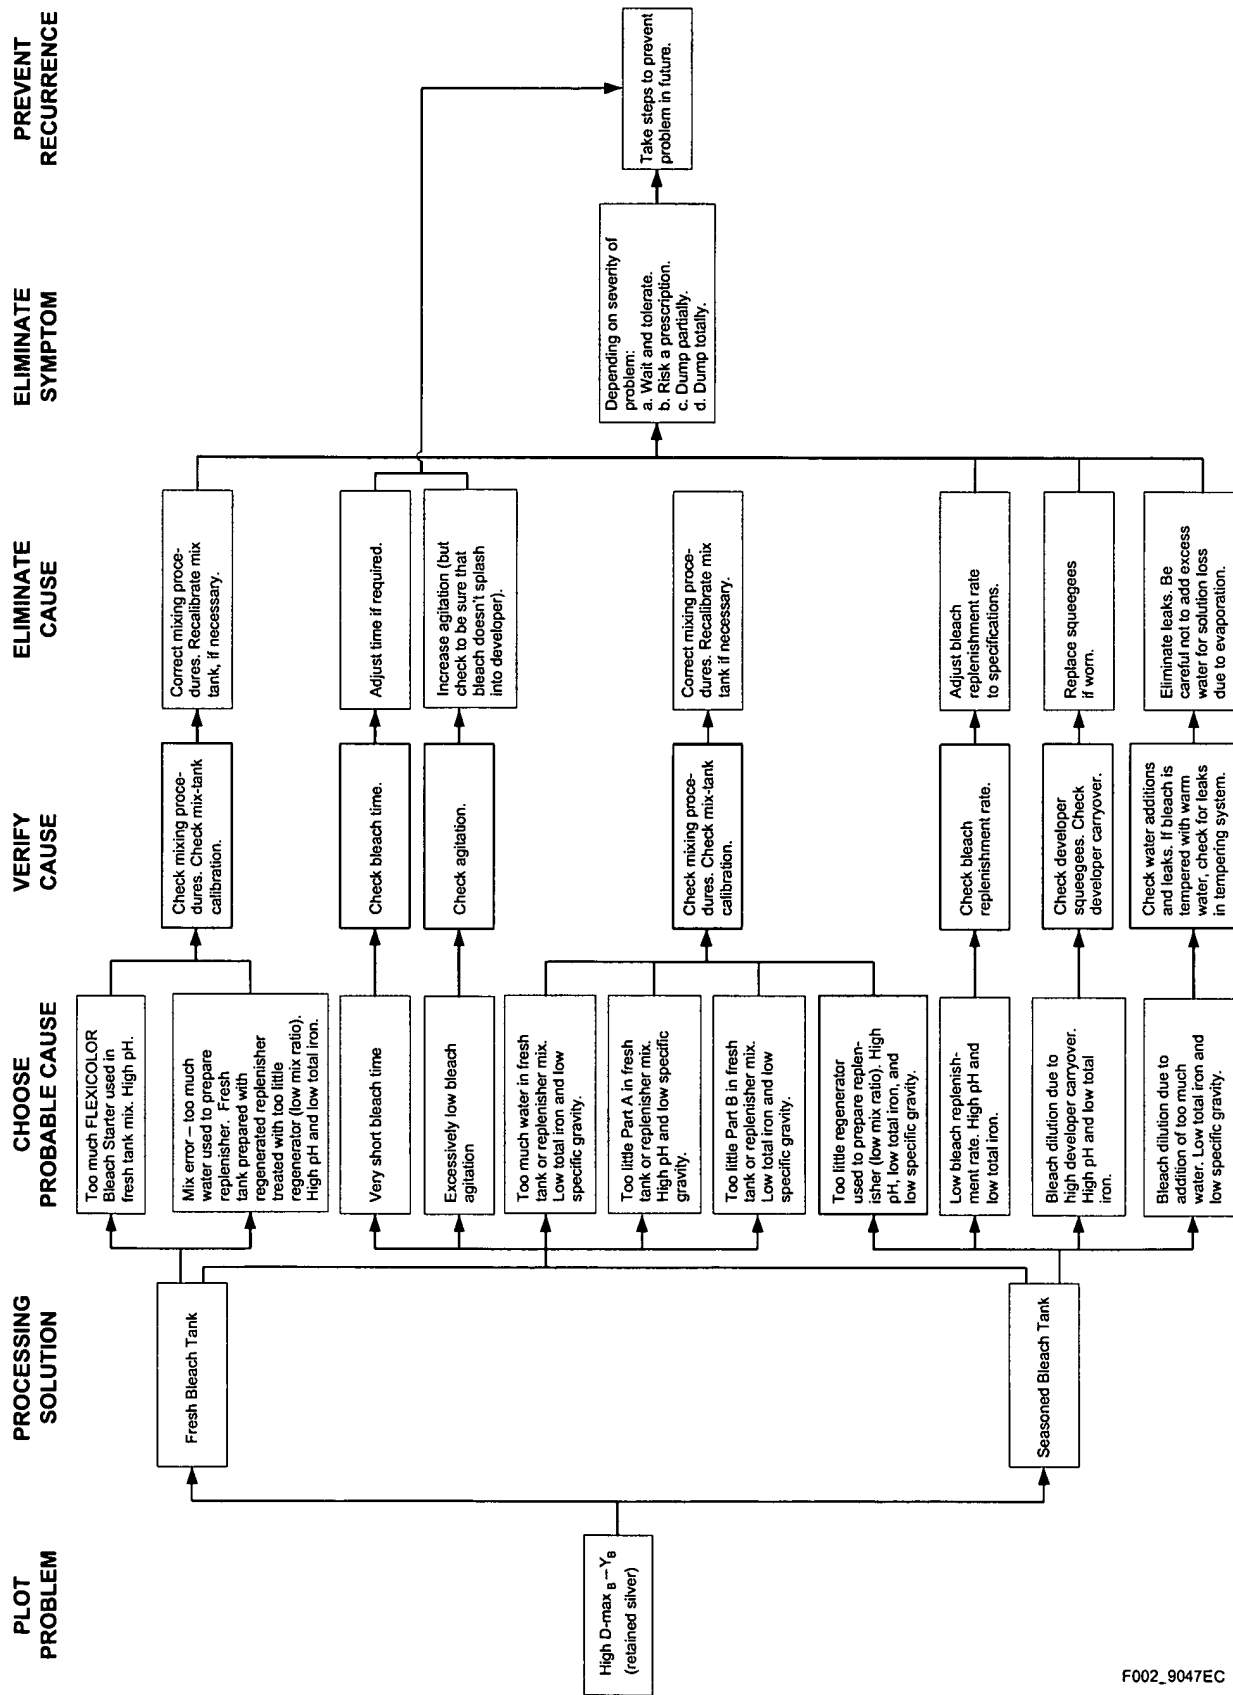 PLOT
PROBLEM
PROCESSING
SOLUTION
CHOOSE
PROBABLE CAUSE
VERIFY
CAUSE
ELIMINATE
CAUSE
ELIMINATE
SYMPTOM
PREVENT
RECURRENCE
High D-max B – YB
(retained silver)
Fresh Bleach Tank
Seasoned Bleach Tank
Too much FLEXICOLOR
Bleach Starter used in
fresh tank mix. High pH.
Mix error – too much
water used to prepare
replenisher. Fresh
tank prepared with
regenerated replenisher
treated with too little
regenerator (low mix ratio).
High pH and low total iron.
Very short bleach time
Excessively low bleach
agitation
Too much water in fresh
tank or replenisher mix.
Low total iron and low
specific gravity.
Too little Part A in fresh
tank or replenisher mix.
High pH and low specific
gravity.
Too little Part B in fresh
tank or replenisher mix.
Low total iron and low
specific gravity.
Too little regenerator
used to prepare replen-
isher (low mix ratio). High
pH, low total iron, and
low specific gravity.
Low bleach replenish-
ment rate. High pH and
low total iron.
Bleach dilution due to
high developer carryover.
High pH and low total
iron.
Bleach dilution due to
addition of too much
water. Low total iron and
low specific gravity.
Check mixing proce-
dures. Check mix-tank
calibration.
Check bleach time.
Check agitation.
Check mixing proce-
dures. Check mix-tank
calibration.
Check bleach
replenishment rate.
Check developer
squeegees. Check
developer carryover.
Check water additions
and leaks. If bleach is
tempered with warm
water, check for leaks
in tempering system.
Correct mixing proce-
dures. Recalibrate mix
tank, if necessary.
Adjust time if required.
Increase agitation (but
check to be sure that
bleach doesn't splash
into developer).
Correct mixing proce-
dures. Recalibrate mix
tank if necessary.
Adjust bleach
replenishment rate
to specifications.
Replace squeegees
if worn.
Eliminate leaks. Be
careful not to add excess
water for solution loss
due to evaporation.
Depending on severity of
problem:
a. Wait and tolerate.
b. Risk a prescription.
c. Dump partially.
d. Dump totally.
Take steps to prevent
problem in future.
F002_9047EC